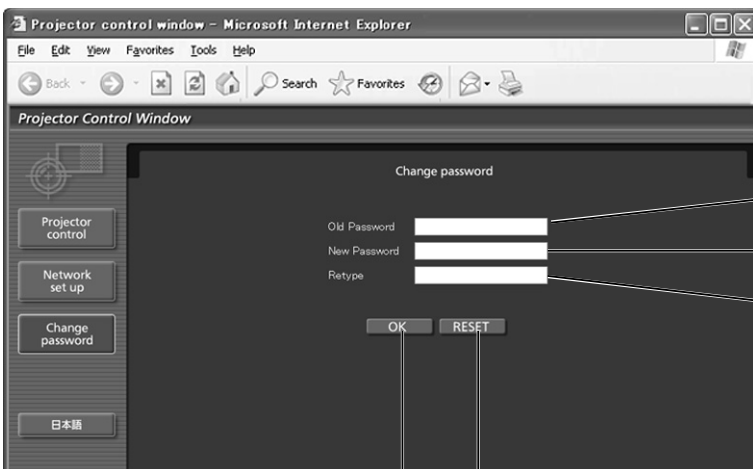 Projector control window - Microsoft Internet Explorer
File Edit View Favorites Tools Help
Back Search Favorites
Projector Control Window
Change password
Projector
control
Old Password
New Password
Network
set up
Retype
Change
password
OK RESET
日本語